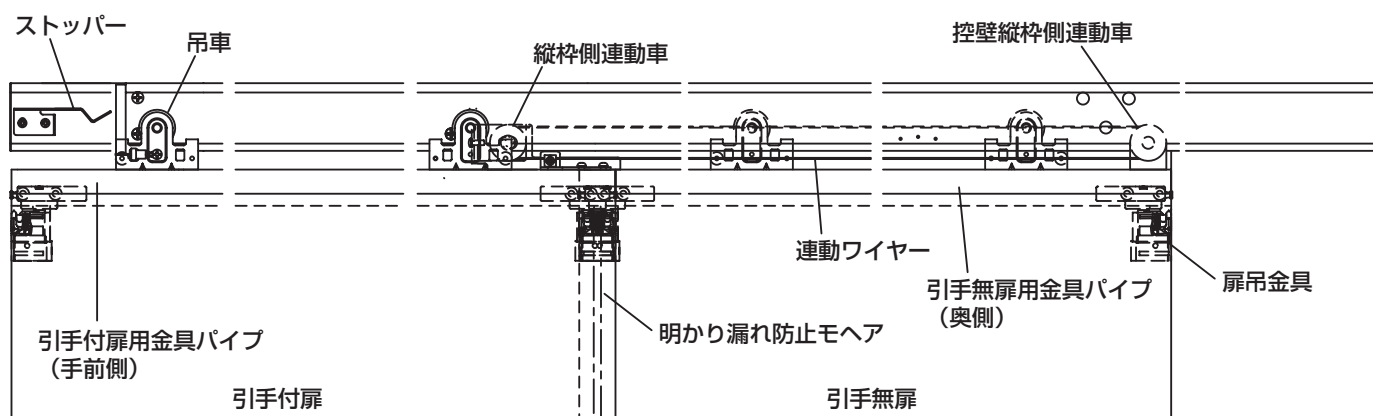 ストッパー
吊車
縦枠側連動車
控壁縦枠側連動車
連動ワイヤー
扉吊金具
引手無扉用金具パイプ
（奥側）
明かり漏れ防止モヘア
引手付扉用金具パイプ
（手前側）
引手付扉
引手無扉